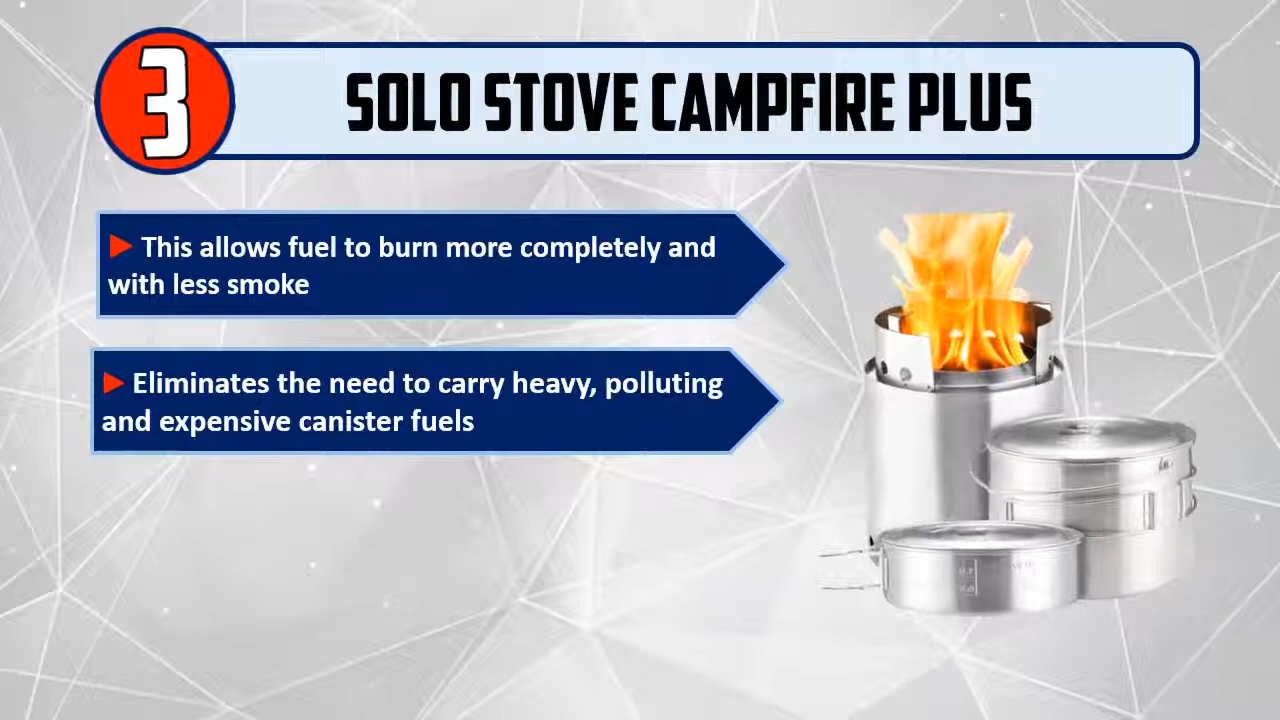 3
SOLO STOVE CAMPFIRE PLUS
► This allows fuel to burn more completely and
with less smoke
► Eliminates the need to carry heavy, polluting
and expensive canister fuels